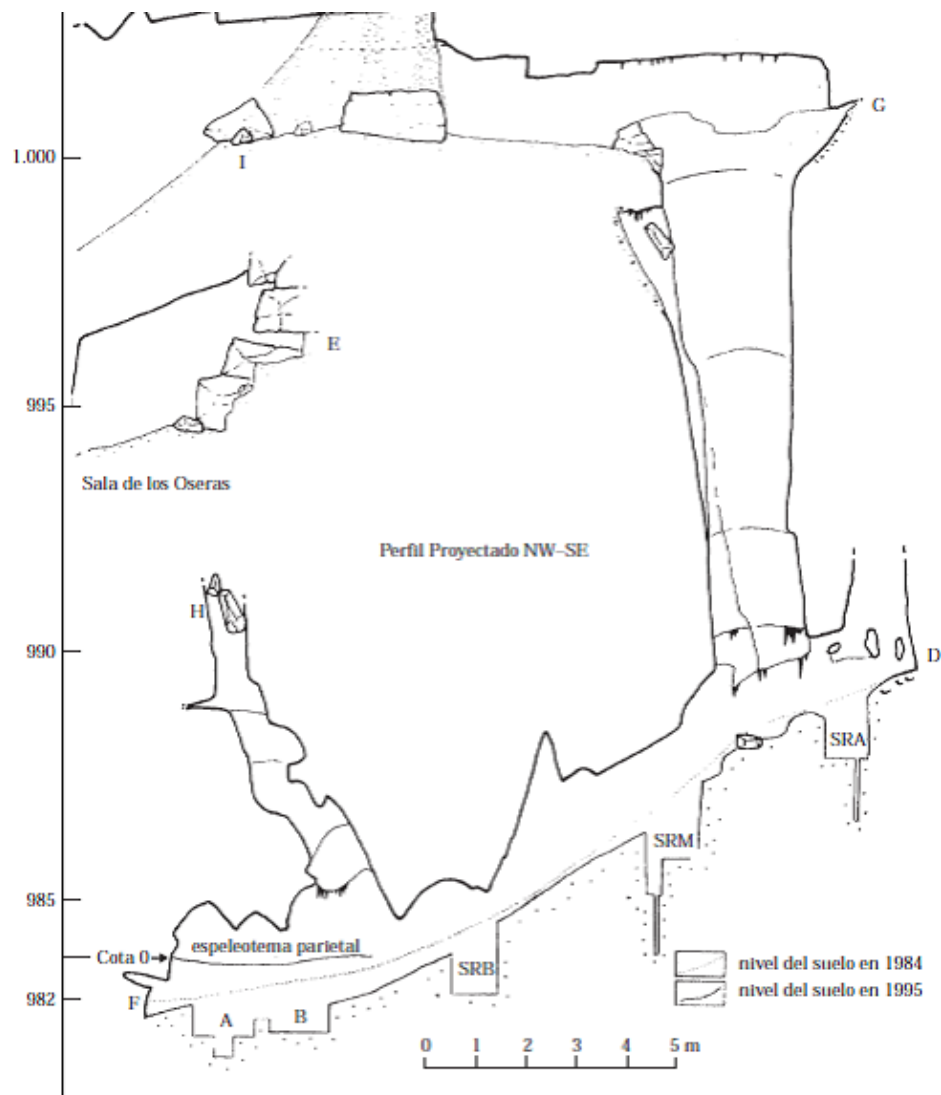 G
1.000
I
E
995
Sala de los Oseras
Perfil Proyectado NW–SE
H
990
D
SRA
SRM
985
espeleotema parietal
Cota 0→
SRB
nivel del suelo en 1984
982
F
A
B
nivel del suelo en 1995
0 1 2 3 4 5 m